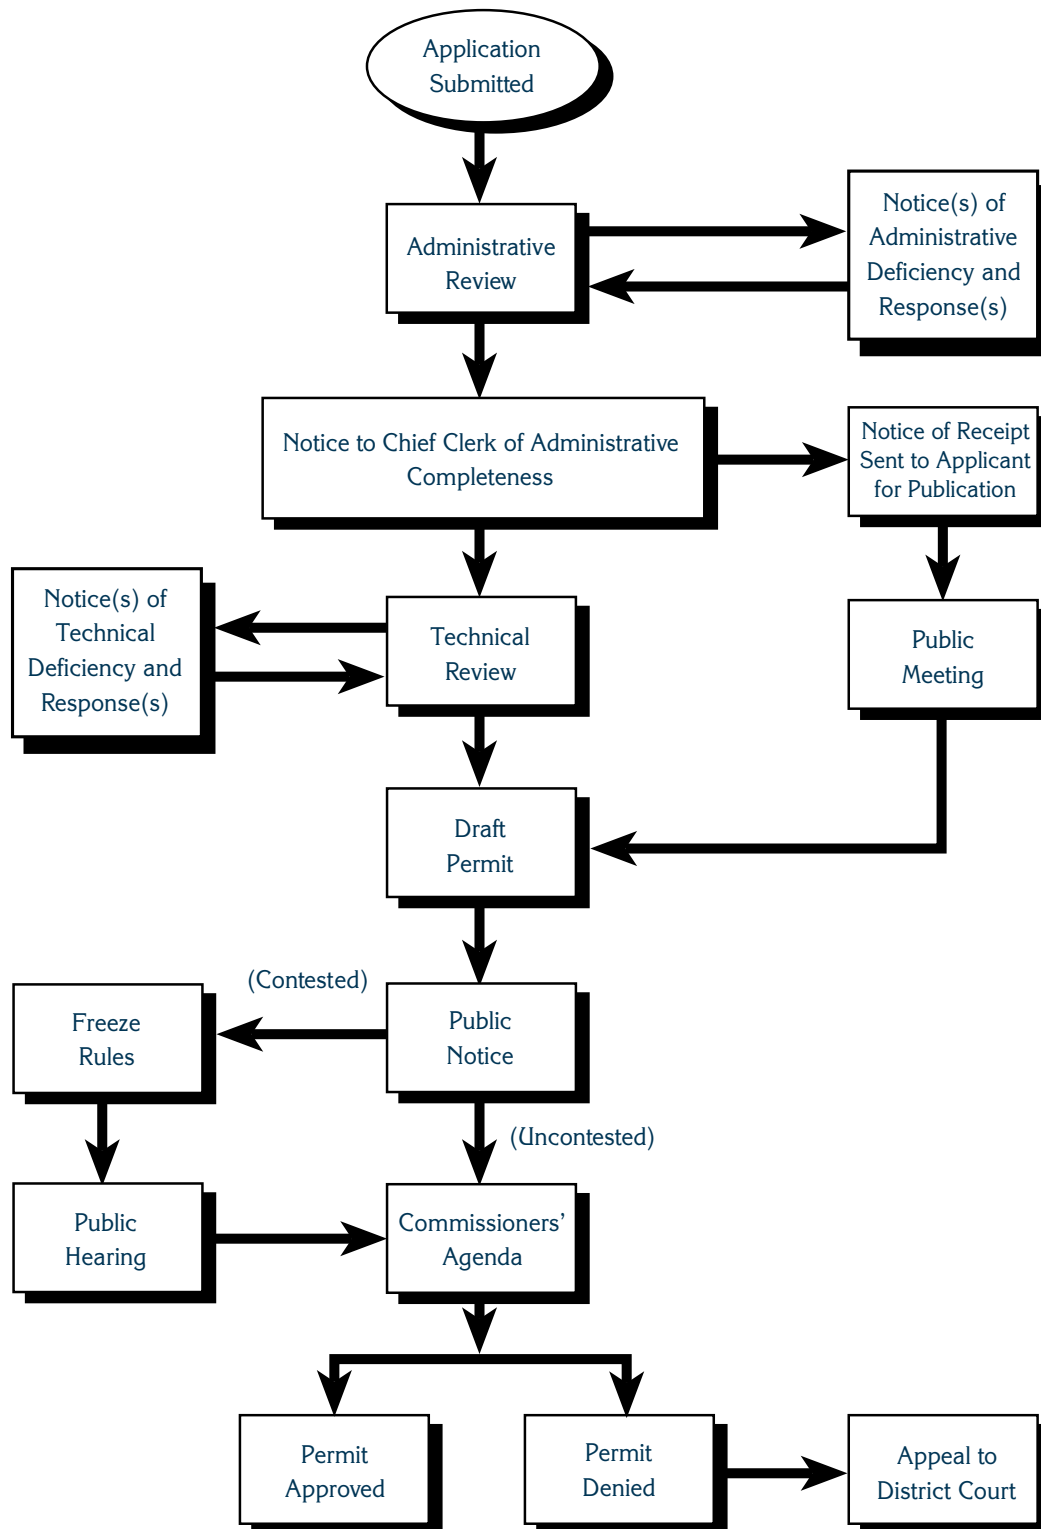 Application
Submitted
Administrative
Review
Notice(s) of
Administrative
Deficiency and
Response(s)
Notice to Chief Clerk of Administrative
Completeness
Notice of Receipt
Sent to Applicant
for Publication
Notice(s) of
Technical
Deficiency and
Response(s)
Technical
Review
Public
Meeting
Draft
Permit
(Contested)
Freeze
Rules
Public
Notice
(Uncontested)
Public
Hearing
Commissioners’
Agenda
Permit
Approved
Permit
Denied
Appeal to
District Court